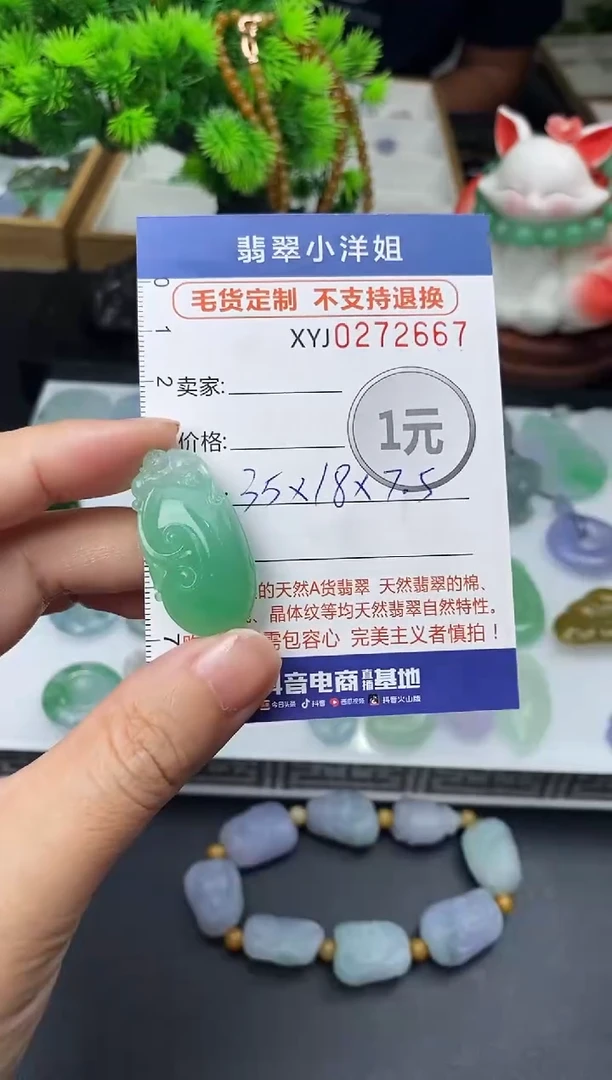 翡翠小洋姐
毛货定制 不支持退换
XYJ0272667
0
1
2 卖家:
1元
价格:
35x18x7.5
的天然A货翡翠 天然翡翠的棉、
、晶体纹等均天然翡翠自然特性。
7
需包容心 完美主义者慎拍！
抖音电商直播基地
今日头条 抖音 西瓜视频 抖音火山版